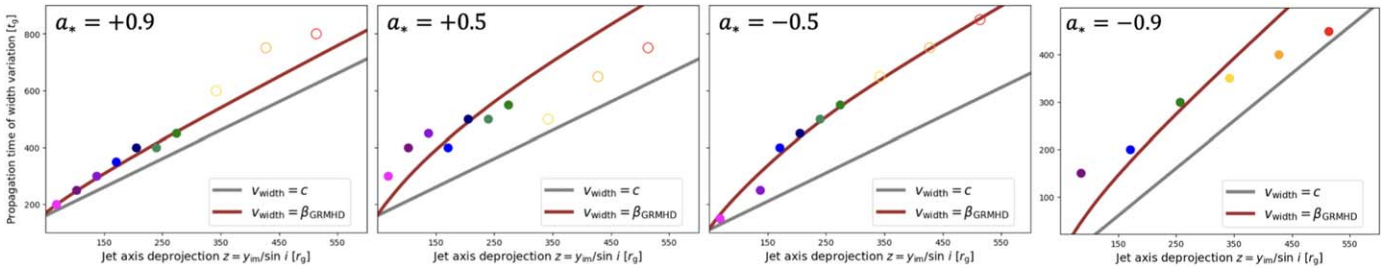 a* = +0.9
Propagation time of width variation [tg]
800
600
400
200
vwidth = c
vwidth = βGRMHD
150 250 350 450 550
Jet axis deprojection z = yim/sin i [rg]
a* = +0.5
vwidth = c
vwidth = βGRMHD
150 250 350 450 550
Jet axis deprojection z = yim/sin i [rg]
a* = −0.5
vwidth = c
vwidth = βGRMHD
150 250 350 450 550
Jet axis deprojection z = yim/sin i [rg]
a* = −0.9
400
300
200
100
vwidth = c
vwidth = βGRMHD
150 250 350 450 550
Jet axis deprojection z = yim/sin i [rg]